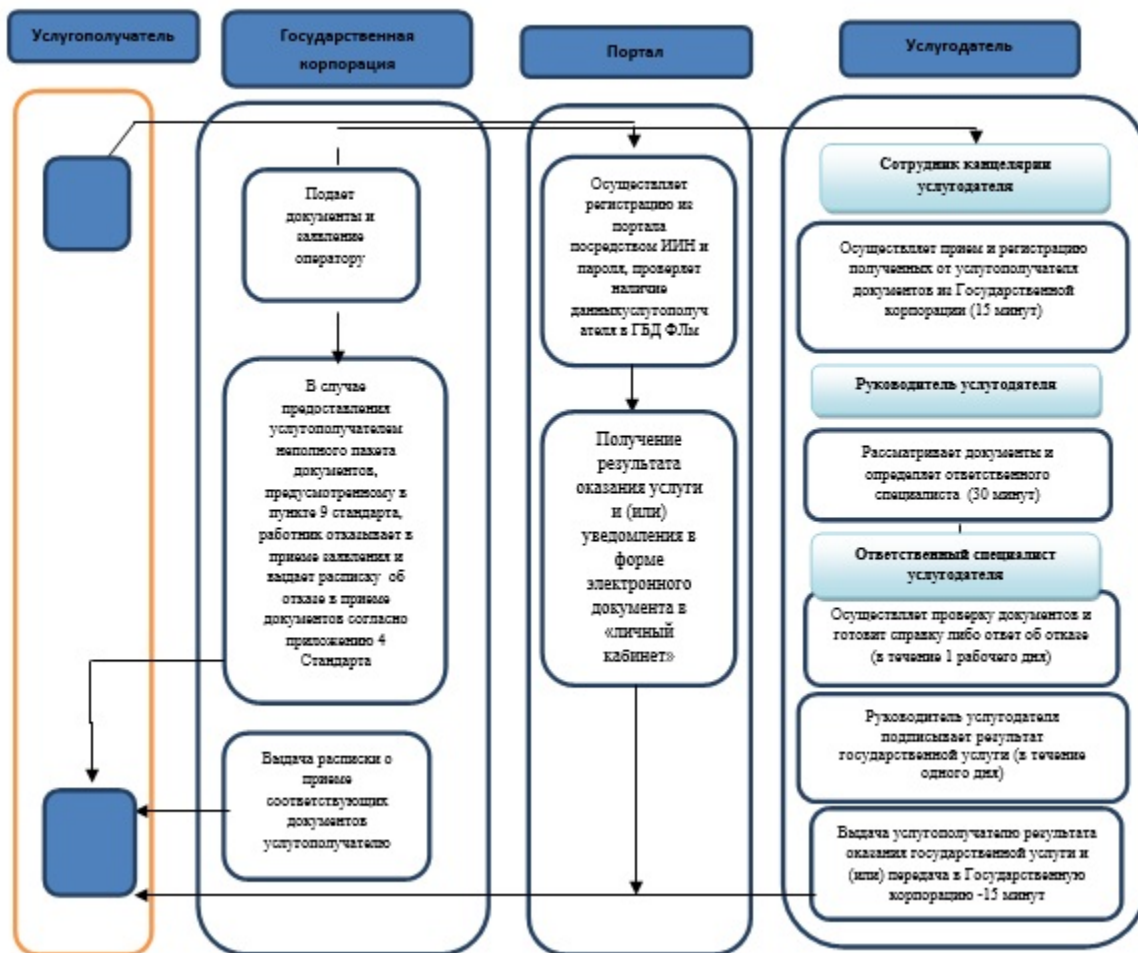 Услугополучатель
Государственная
корпорация
Портал
Услугодатель
Подает
документы и
заявление
оператору
В случае
предоставления
услугополучателем
неполного пакета
документов,
предусмотренному в
пункте 9 стандарта,
работник отказывает в
приеме заявления и
выдает расписку об
отказе в приеме
документов согласно
приложению 4
Стандарта
Выдача расписки о
приеме
соответствующих
документов
услугополучателю
Осуществляет
регистрацию из
портала
посредством ИИН и
пароля, проверяет
наличие
данныхуслугополуч
ателя в ГБД ФЛм
Получение
результата
оказания услуги
и (или)
уведомления в
форме
электронного
документа в
«личный
кабинет»
Сотрудник канцелярии
услугодателя
Осуществляет прием и регистрацию
полученных от услугополучателя
документов из Государственной
корпорации (15 минут)
Руководитель услугодателя
Рассматривает документы и
определяет ответственного
специалиста (30 минут)
Ответственный специалист
услугодателя
Осуществляет проверку документов и
готовит справку либо ответ об отказе
(в течение 1 рабочего дня)
Руководитель услугодателя
подписывает результат
государственной услуги (в течение
одного дня)
Выдача услугополучателю результата
оказания государственной услуги и
(или) передача в Государственную
корпорацию -15 минут